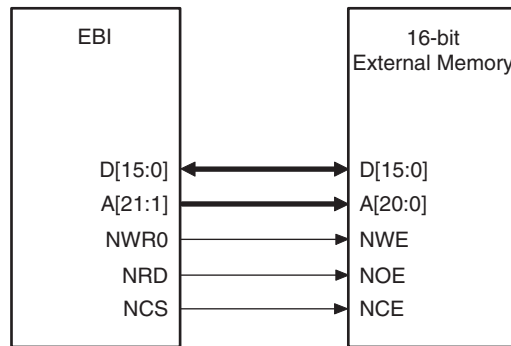 EBI
16-bit
External Memory
D[15:0] D[15:0]
A[21:1] A[20:0]
NWR0 NWE
NRD NOE
NCS NCE